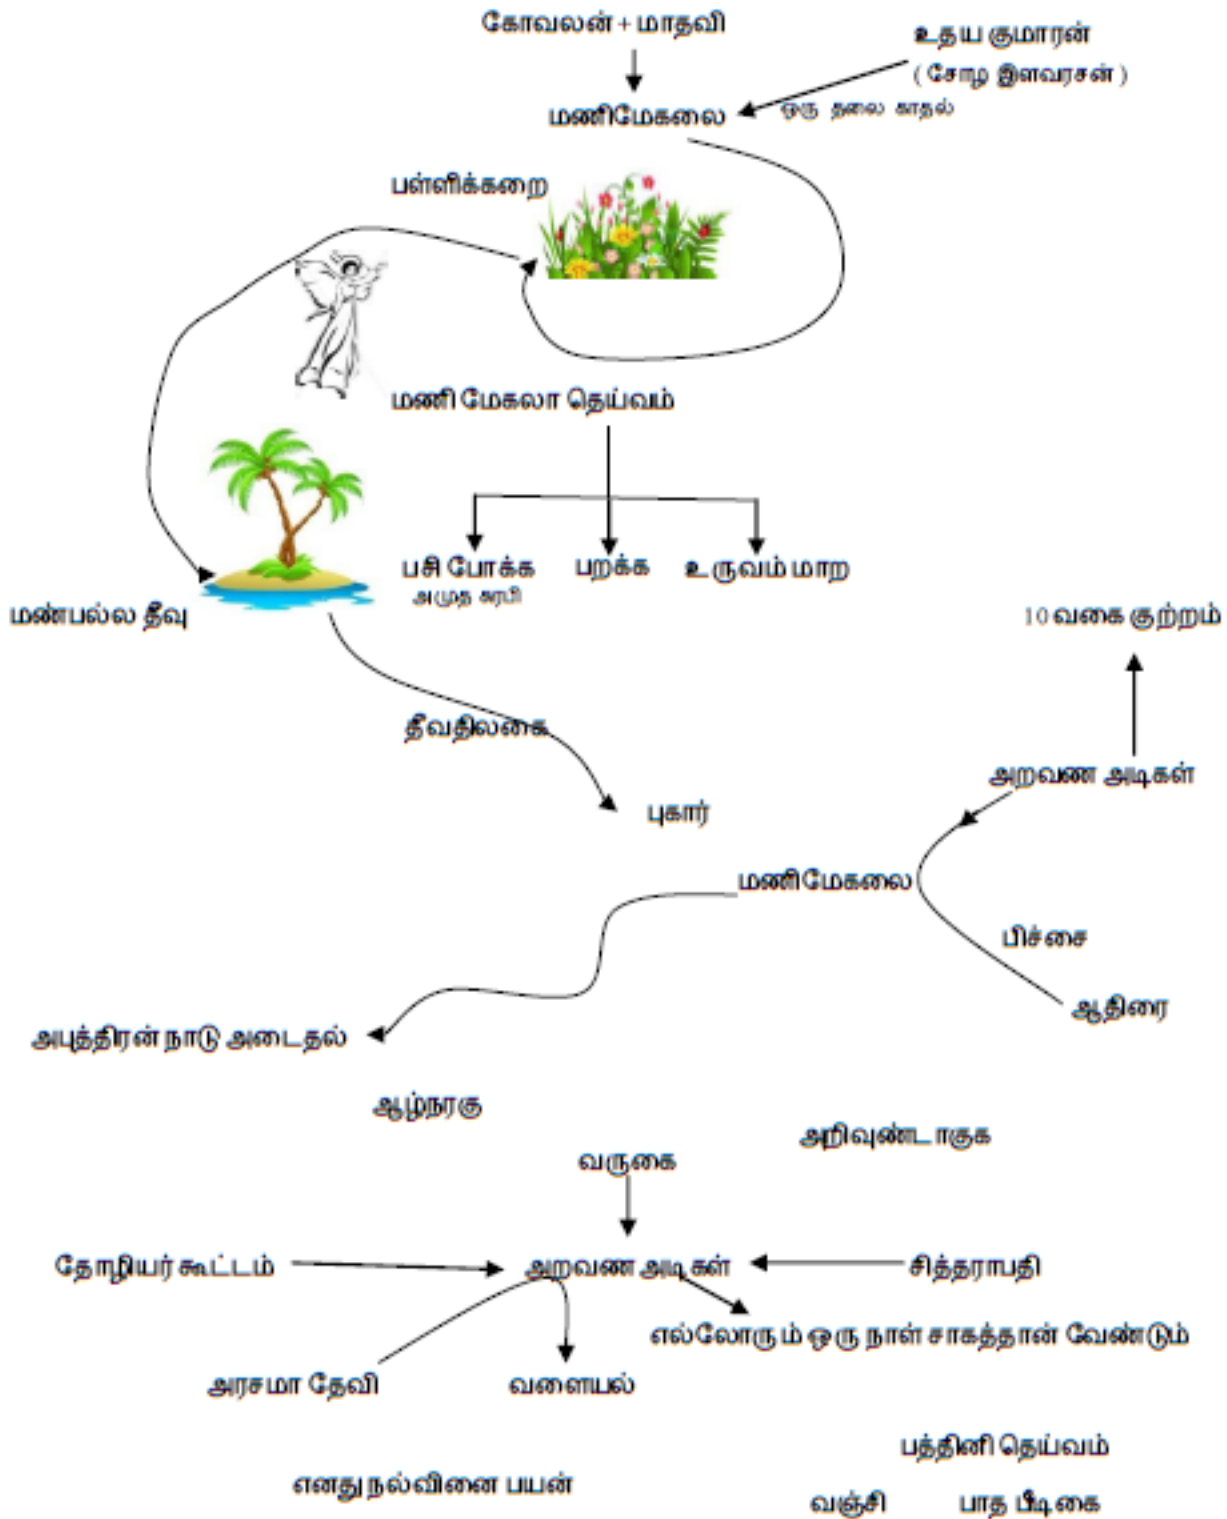 கோவலன் + மாதவி
உதய குமாரன்
( சோழ இளவரசன் )
ஒரு தலை காதல்
மணிமேகலை
பள்ளிக்கறை
மணி மேகலா தெய்வம்
பசி போக்க
பறக்க
உருவம் மாற
அமுத சுரபி
மண்பல்ல தீவு
10 வகை குற்றம்
தீவதிலகை
அறவண அடிகள்
புகார்
மணிமேகலை
பிச்சை
ஆதிரை
அபுத்திரன் நாடு அடைதல்
ஆழ்நரகு
அறிவுண்டாகுக
வருகை
தோழியர் கூட்டம்
அறவண அடிகள்
சித்தராபதி
எல்லோரும் ஒரு நாள் சாகத்தான் வேண்டும்
அரசமா தேவி
வளையல்
பத்தினி தெய்வம்
எனது நல்வினை பயன்
வஞ்சி
பாத பீடிகை